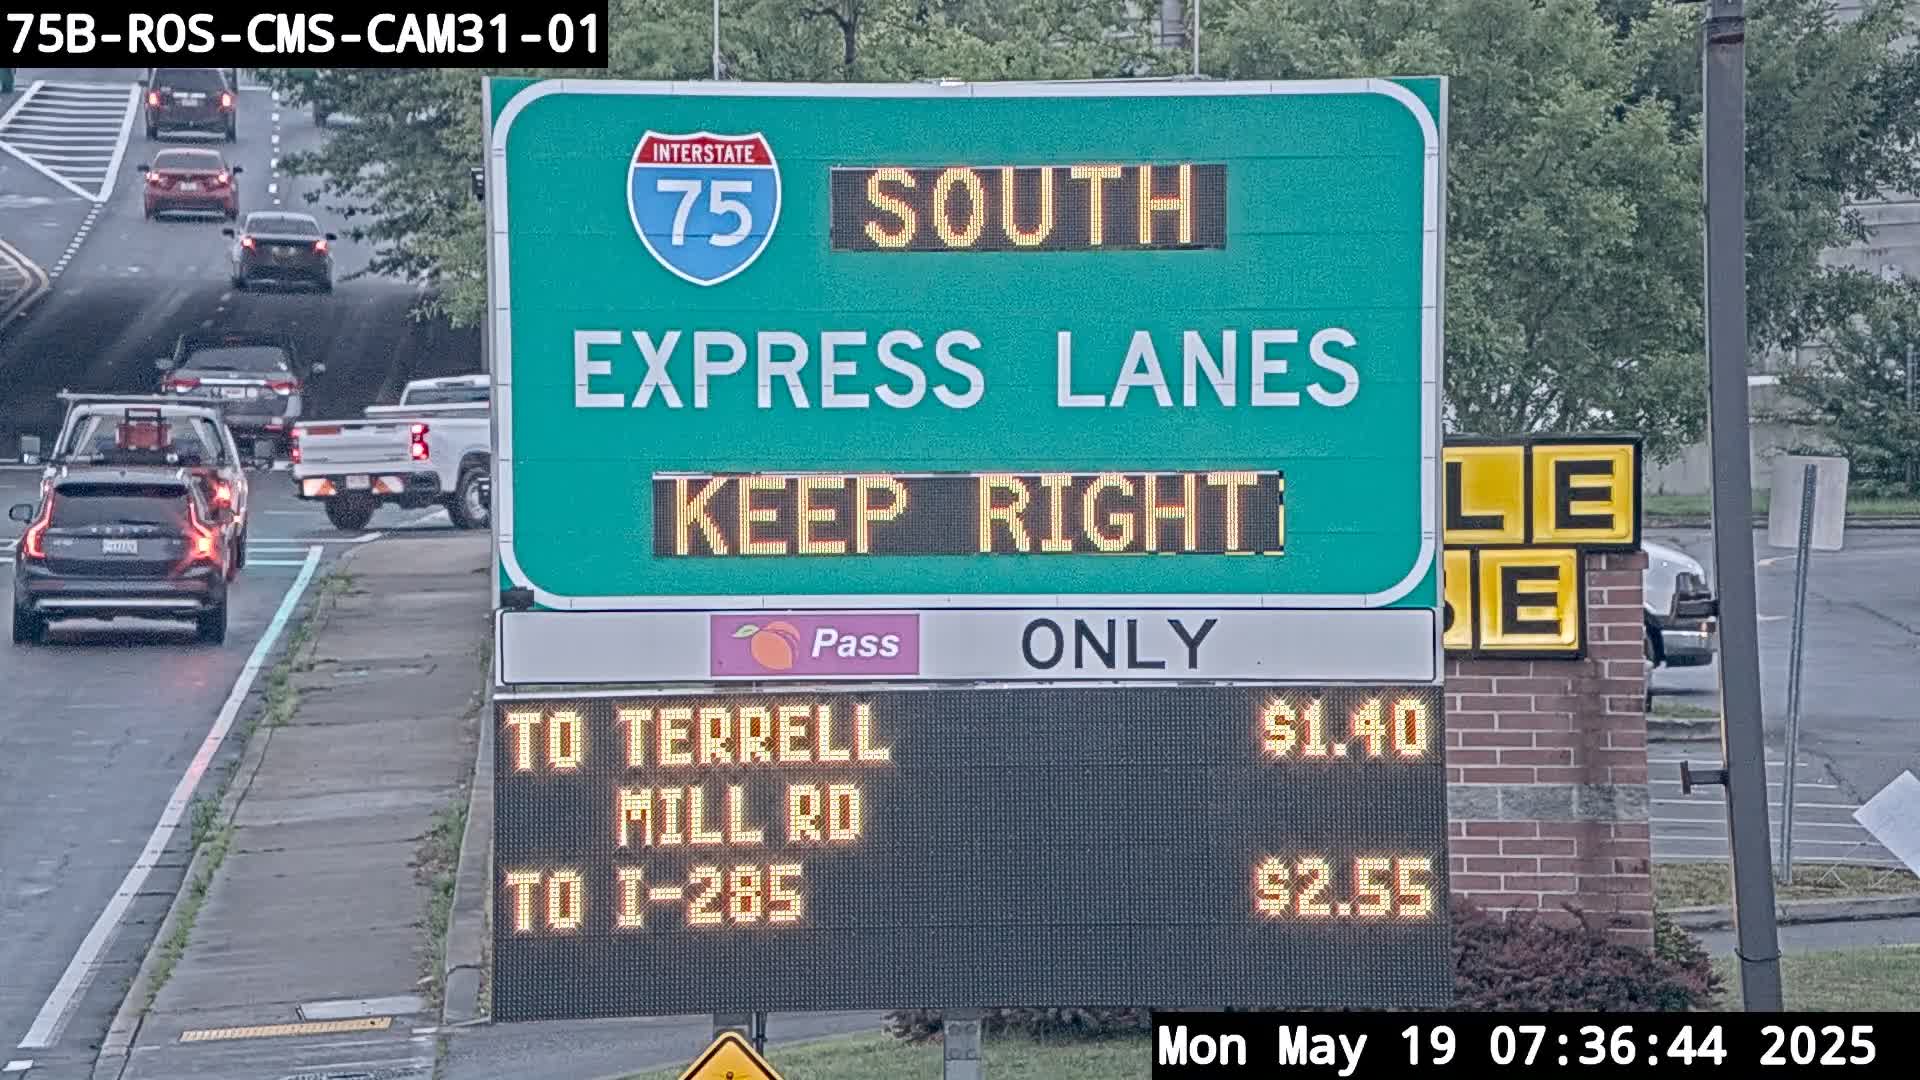 75B-ROS-CMS-CAM31-01
INTERSTATE
75
SOUTH
EXPRESS LANES
KEEP RIGHT
Pass ONLY
TO TERRELL $1.40
MILL RD
TO I-285 $2.55
LE
E
Mon May 19 07:36:44 2025